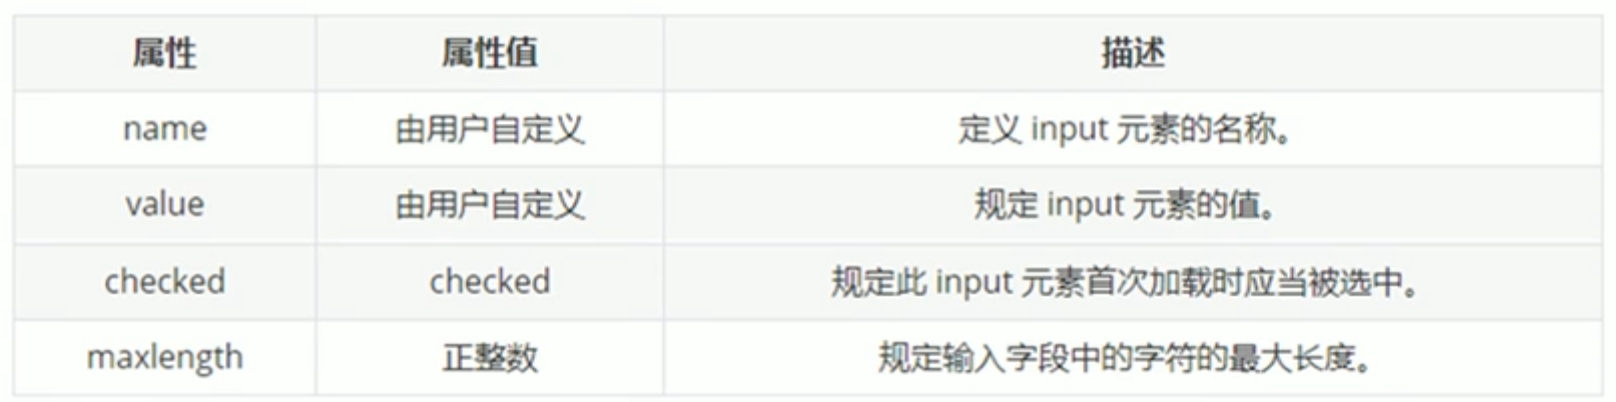 属性 属性值 描述
name 由用户自定义 定义 input 元素的名称。
value 由用户自定义 规定 input 元素的值。
checked checked 规定此 input 元素首次加载时应当被选中。
maxlength 正整数 规定输入字段中的字符的最大长度。